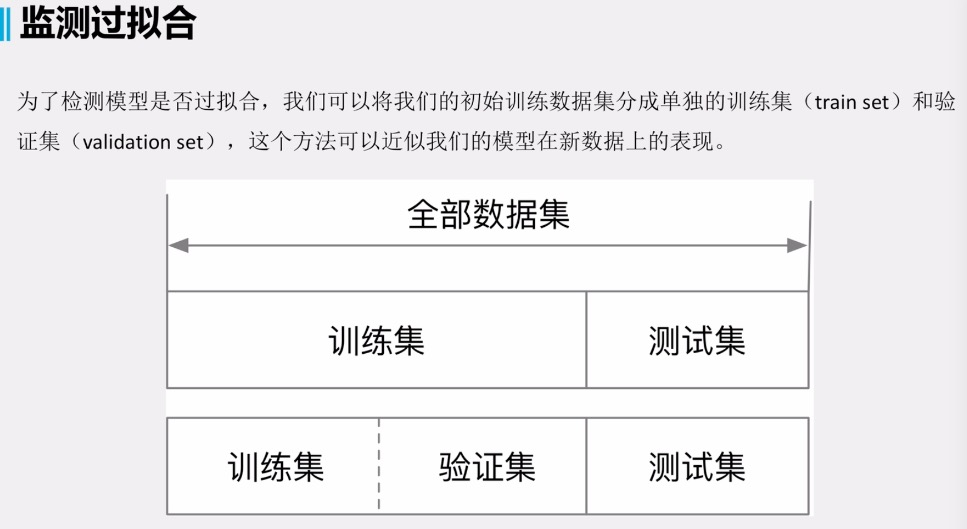 监测过拟合
为了检测模型是否过拟合，我们可以将我们的初始训练数据集分成单独的训练集（train set）和验
证集（validation set），这个方法可以近似我们的模型在新数据上的表现。
全部数据集
训练集 测试集
训练集 验证集 测试集